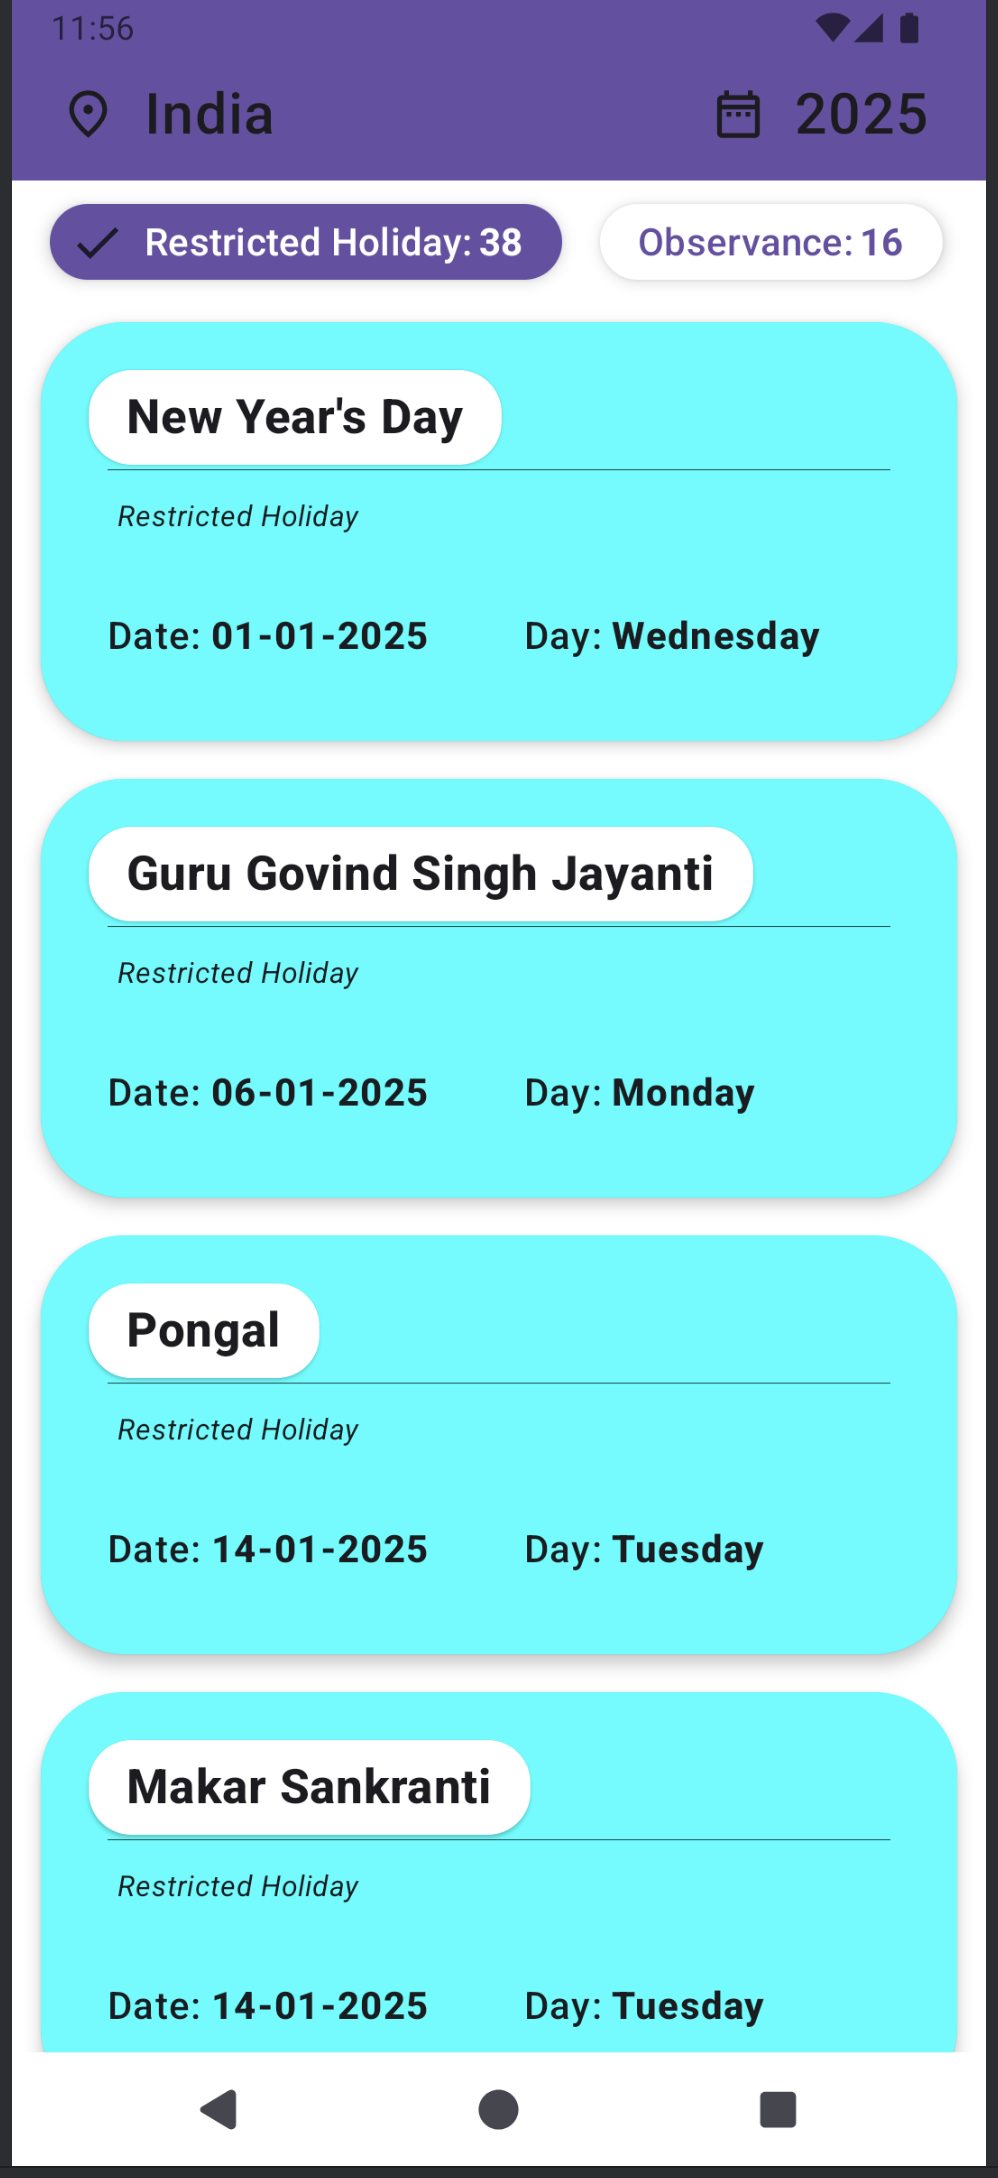 11:56
India 2025
Restricted Holiday: 38 Observance: 16
New Year's Day
Restricted Holiday
Date: 01-01-2025 Day: Wednesday
Guru Govind Singh Jayanti
Restricted Holiday
Date: 06-01-2025 Day: Monday
Pongal
Restricted Holiday
Date: 14-01-2025 Day: Tuesday
Makar Sankranti
Restricted Holiday
Date: 14-01-2025 Day: Tuesday